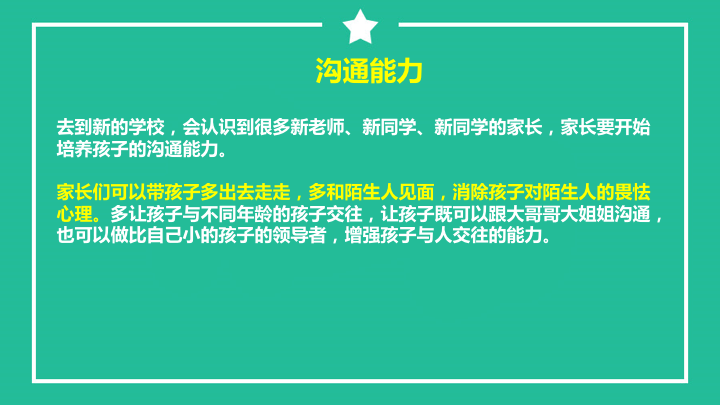 沟通能力
去到新的学校，会认识到很多新老师、新同学、新同学的家长，家长要开始
培养孩子的沟通能力。
家长们可以带孩子多出去走走，多和陌生人见面，消除孩子对陌生人的畏怯
心理。多让孩子与不同年龄的孩子交往，让孩子既可以跟大哥哥大姐姐沟通，
也可以做比自己小的孩子的领导者，增强孩子与人交往的能力。